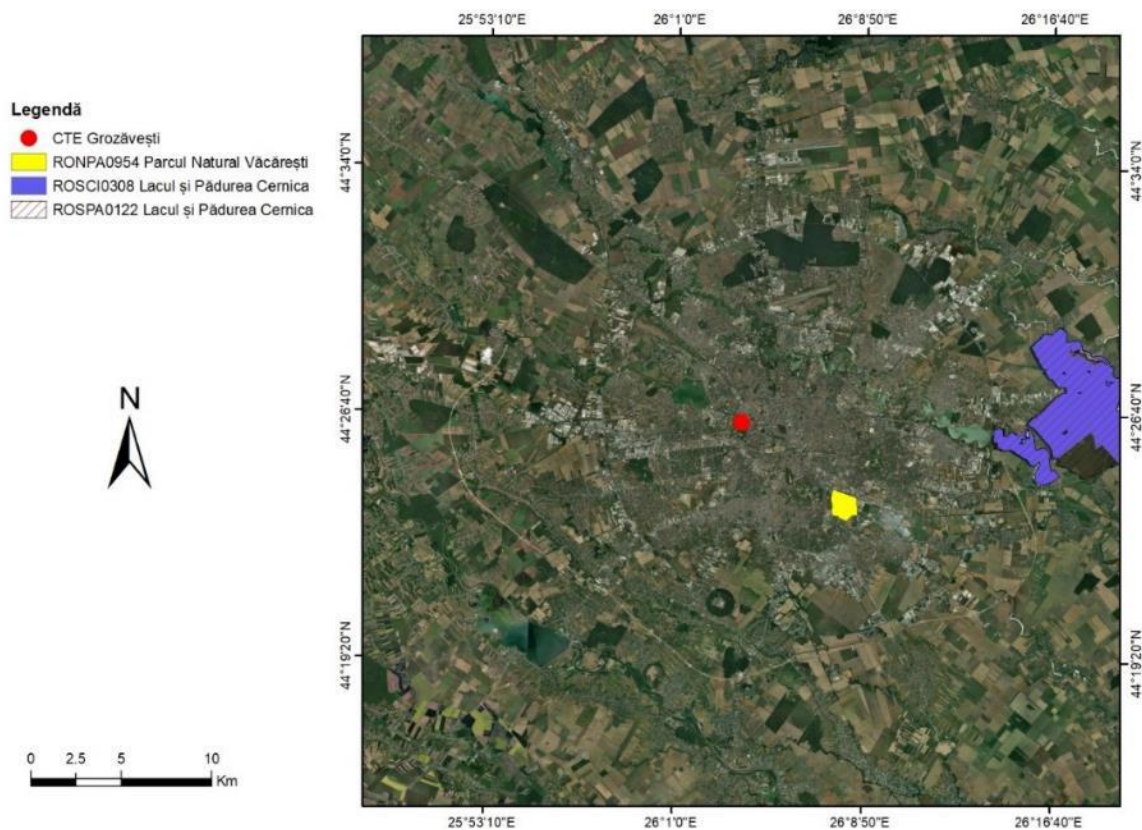 25°53'10"E 26°1'0"E 26°8'50"E 26°16'40"E
Legendă
CTE Grozăvești
RONPA0954 Parcul Natural Văcărești
ROSCI0308 Lacul și Pădurea Cernica
ROSPA0122 Lacul și Pădurea Cernica
44°34'0"N
44°34'0"N
N
44°26'40"N
44°26'40"N
44°19'20"N
44°19'20"N
0 2.5 5 10
Km
25°53'10"E 26°1'0"E 26°8'50"E 26°16'40"E